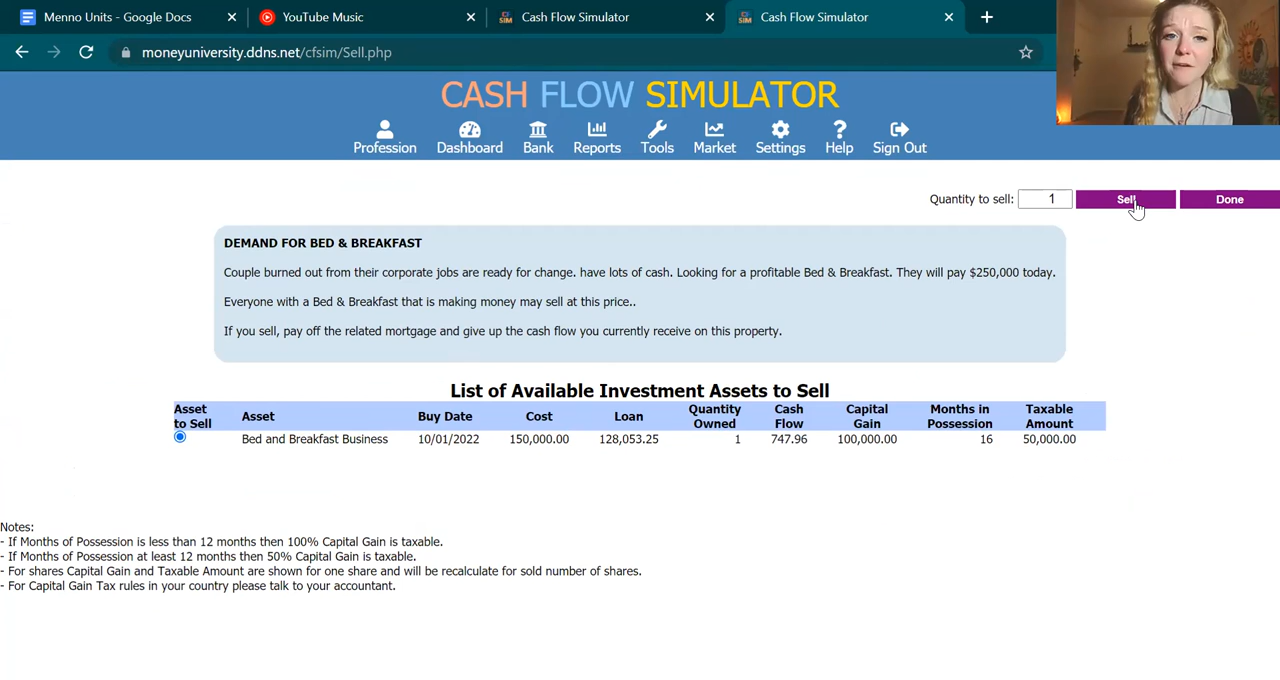 Menno Units - Google Docs
YouTube Music
Cash Flow Simulator
Cash Flow Simulator
moneyuniversity.ddns.net/cfsim/Sell.php
CASH FLOW SIMULATOR
Profession Dashboard Bank Reports Tools Market Settings Help Sign Out
Quantity to sell: 1 Sell Done
DEMAND FOR BED & BREAKFAST
Couple burned out from their corporate jobs are ready for change. have lots of cash. Looking for a profitable Bed & Breakfast. They will pay $250,000 today.
Everyone with a Bed & Breakfast that is making money may sell at this price..
If you sell, pay off the related mortgage and give up the cash flow you currently receive on this property.
List of Available Investment Assets to Sell
Asset to Sell Asset Buy Date Cost Loan Quantity Owned Cash Flow Capital Gain Months in Possession Taxable Amount
Bed and Breakfast Business 10/01/2022 150,000.00 128,053.25 1 747.96 100,000.00 16 50,000.00
Notes:
- If Months of Possession is less than 12 months then 100% Capital Gain is taxable.
- If Months of Possession at least 12 months then 50% Capital Gain is taxable.
- For shares Capital Gain and Taxable Amount are shown for one share and will be recalculate for sold number of shares.
- For Capital Gain Tax rules in your country please talk to your accountant.